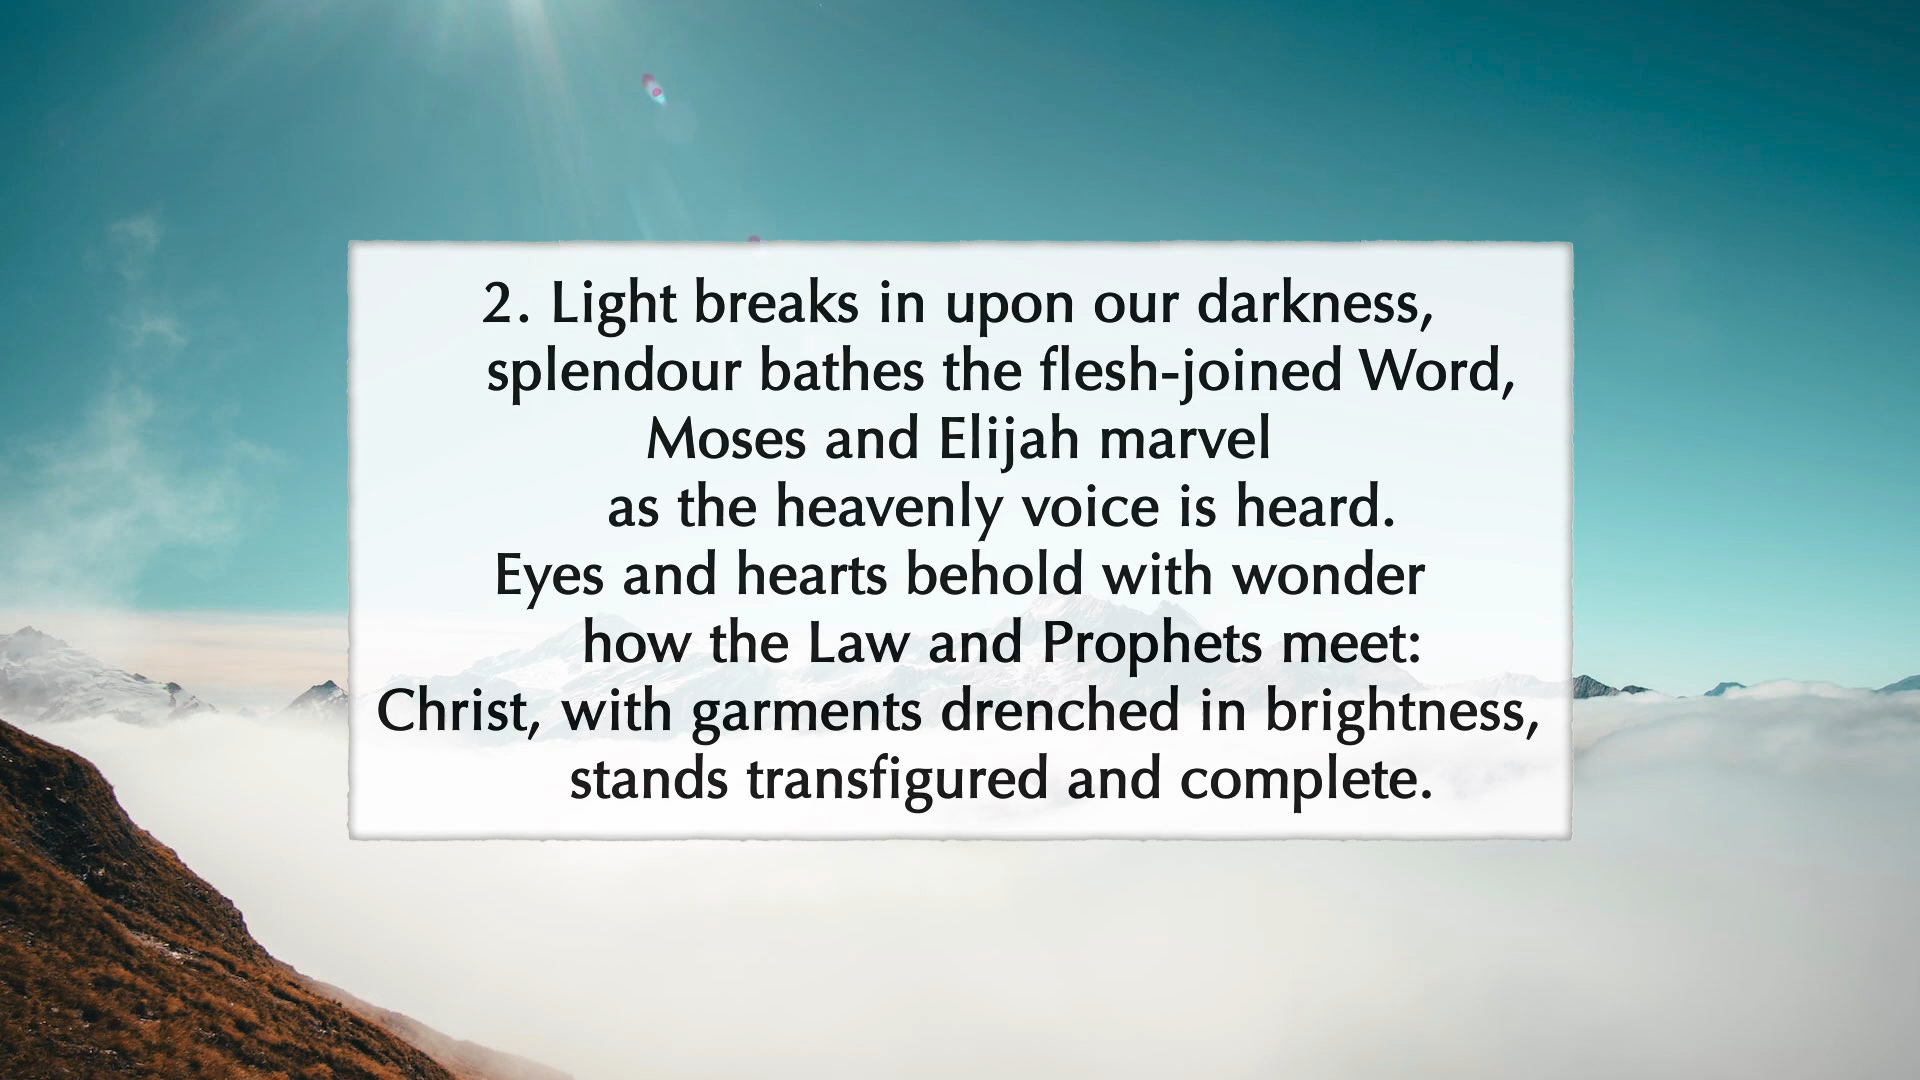 2. Light breaks in upon our darkness,
splendour bathes the flesh-joined Word,
Moses and Elijah marvel
as the heavenly voice is heard.
Eyes and hearts behold with wonder
how the Law and Prophets meet:
Christ, with garments drenched in brightness,
stands transfigured and complete.